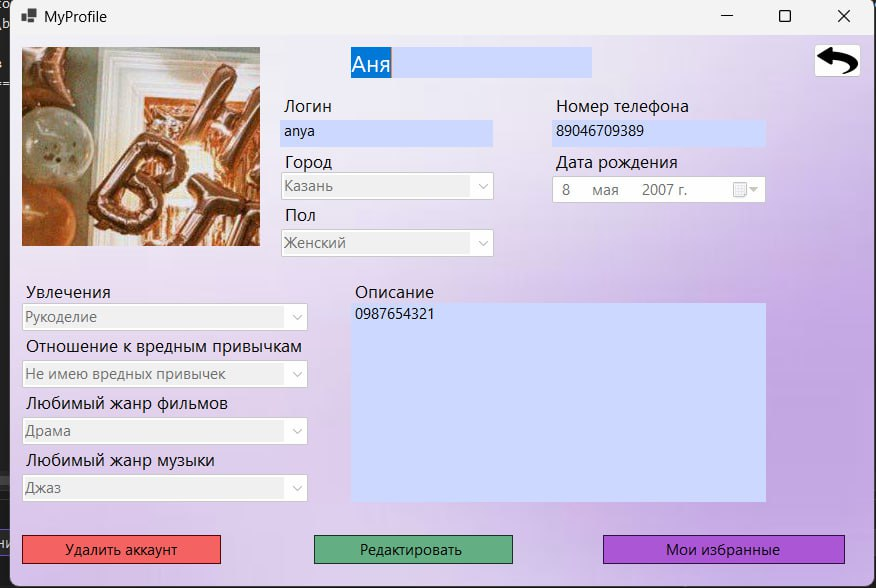 MyProfile
Аня
Логин
Номер телефона
anya
89046709389
Город
Дата рождения
Казань
8 мая 2007 г.
Пол
Женский
Увлечения
Описание
Рукоделие
0987654321
Отношение к вредным привычкам
Не имею вредных привычек
Любимый жанр фильмов
Драма
Любимый жанр музыки
Джаз
Удалить аккаунт
Редактировать
Мои избранные